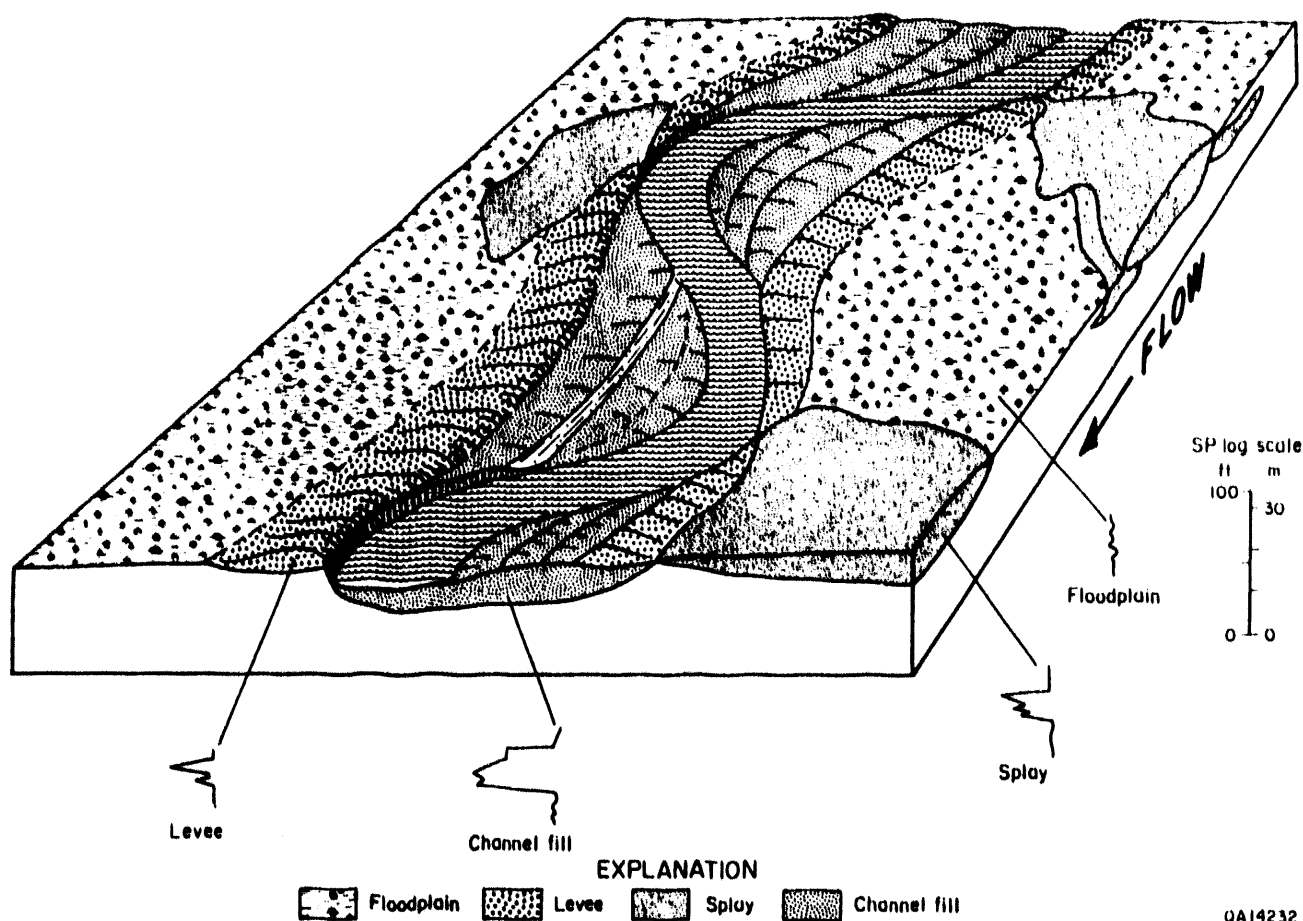 FLOW
SP log scale
ft m
100 30
0 0
Floodplain
Splay
Levee
Channel fill
EXPLANATION
Floodplain Levee Splay Channel fill
QA14232